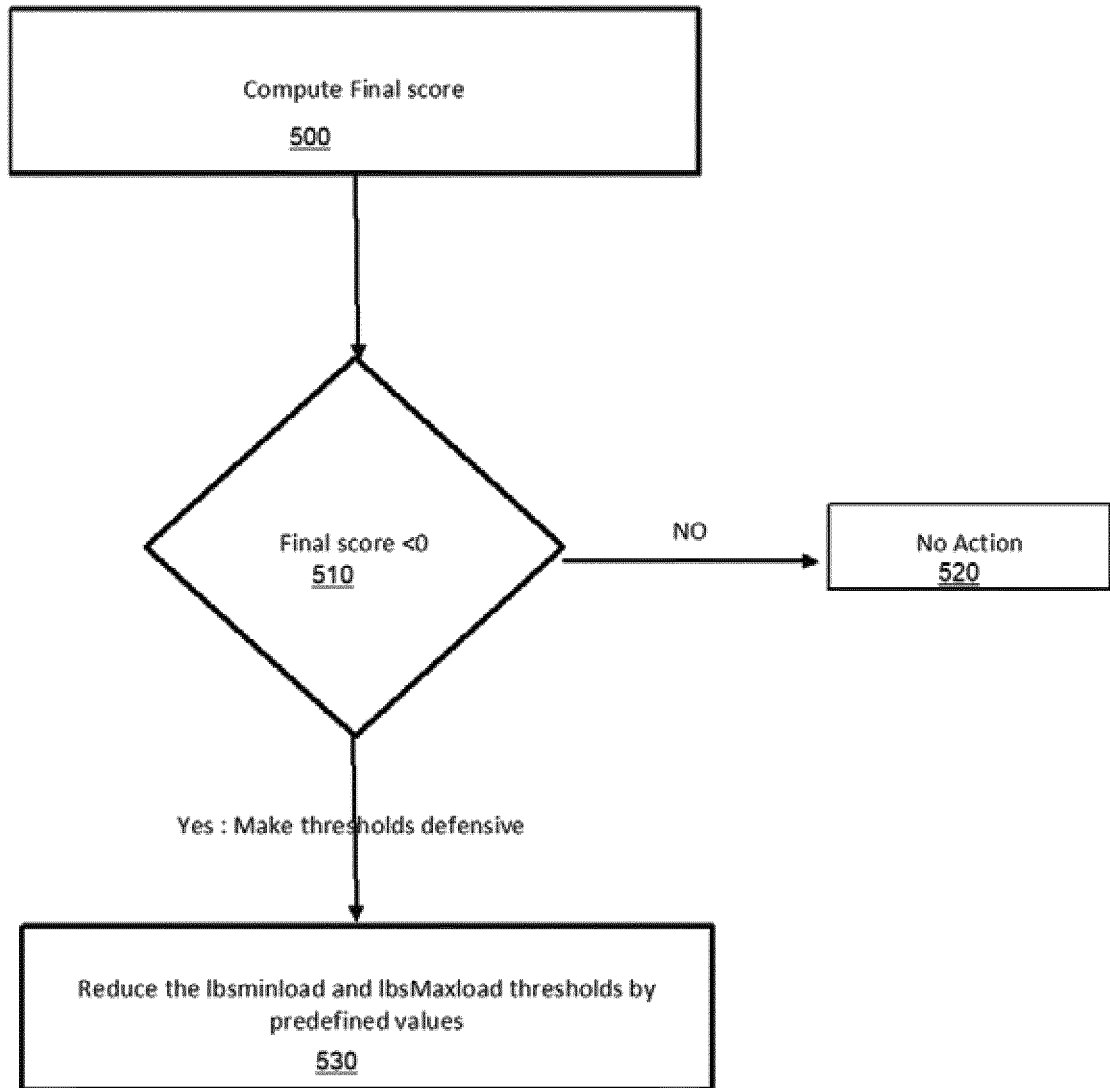 Compute Final score
500
Final score <0
510
NO
No Action
520
Yes : Make thresholds defensive
Reduce the lbsminload and lbsMaxload thresholds by
predefined values
530